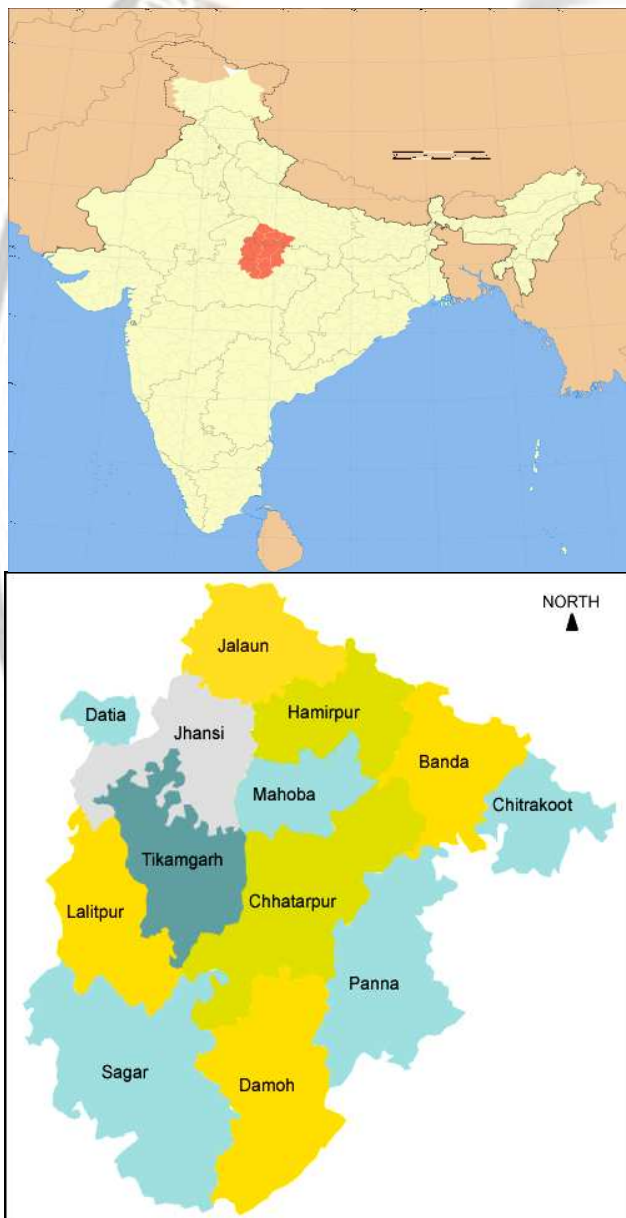 NORTH
Jalaun
Datia
Jhansi
Hamirpur
Banda
Mahoba
Chitrakoot
Tikamgarh
Lalitpur
Chhatarpur
Panna
Sagar
Damoh